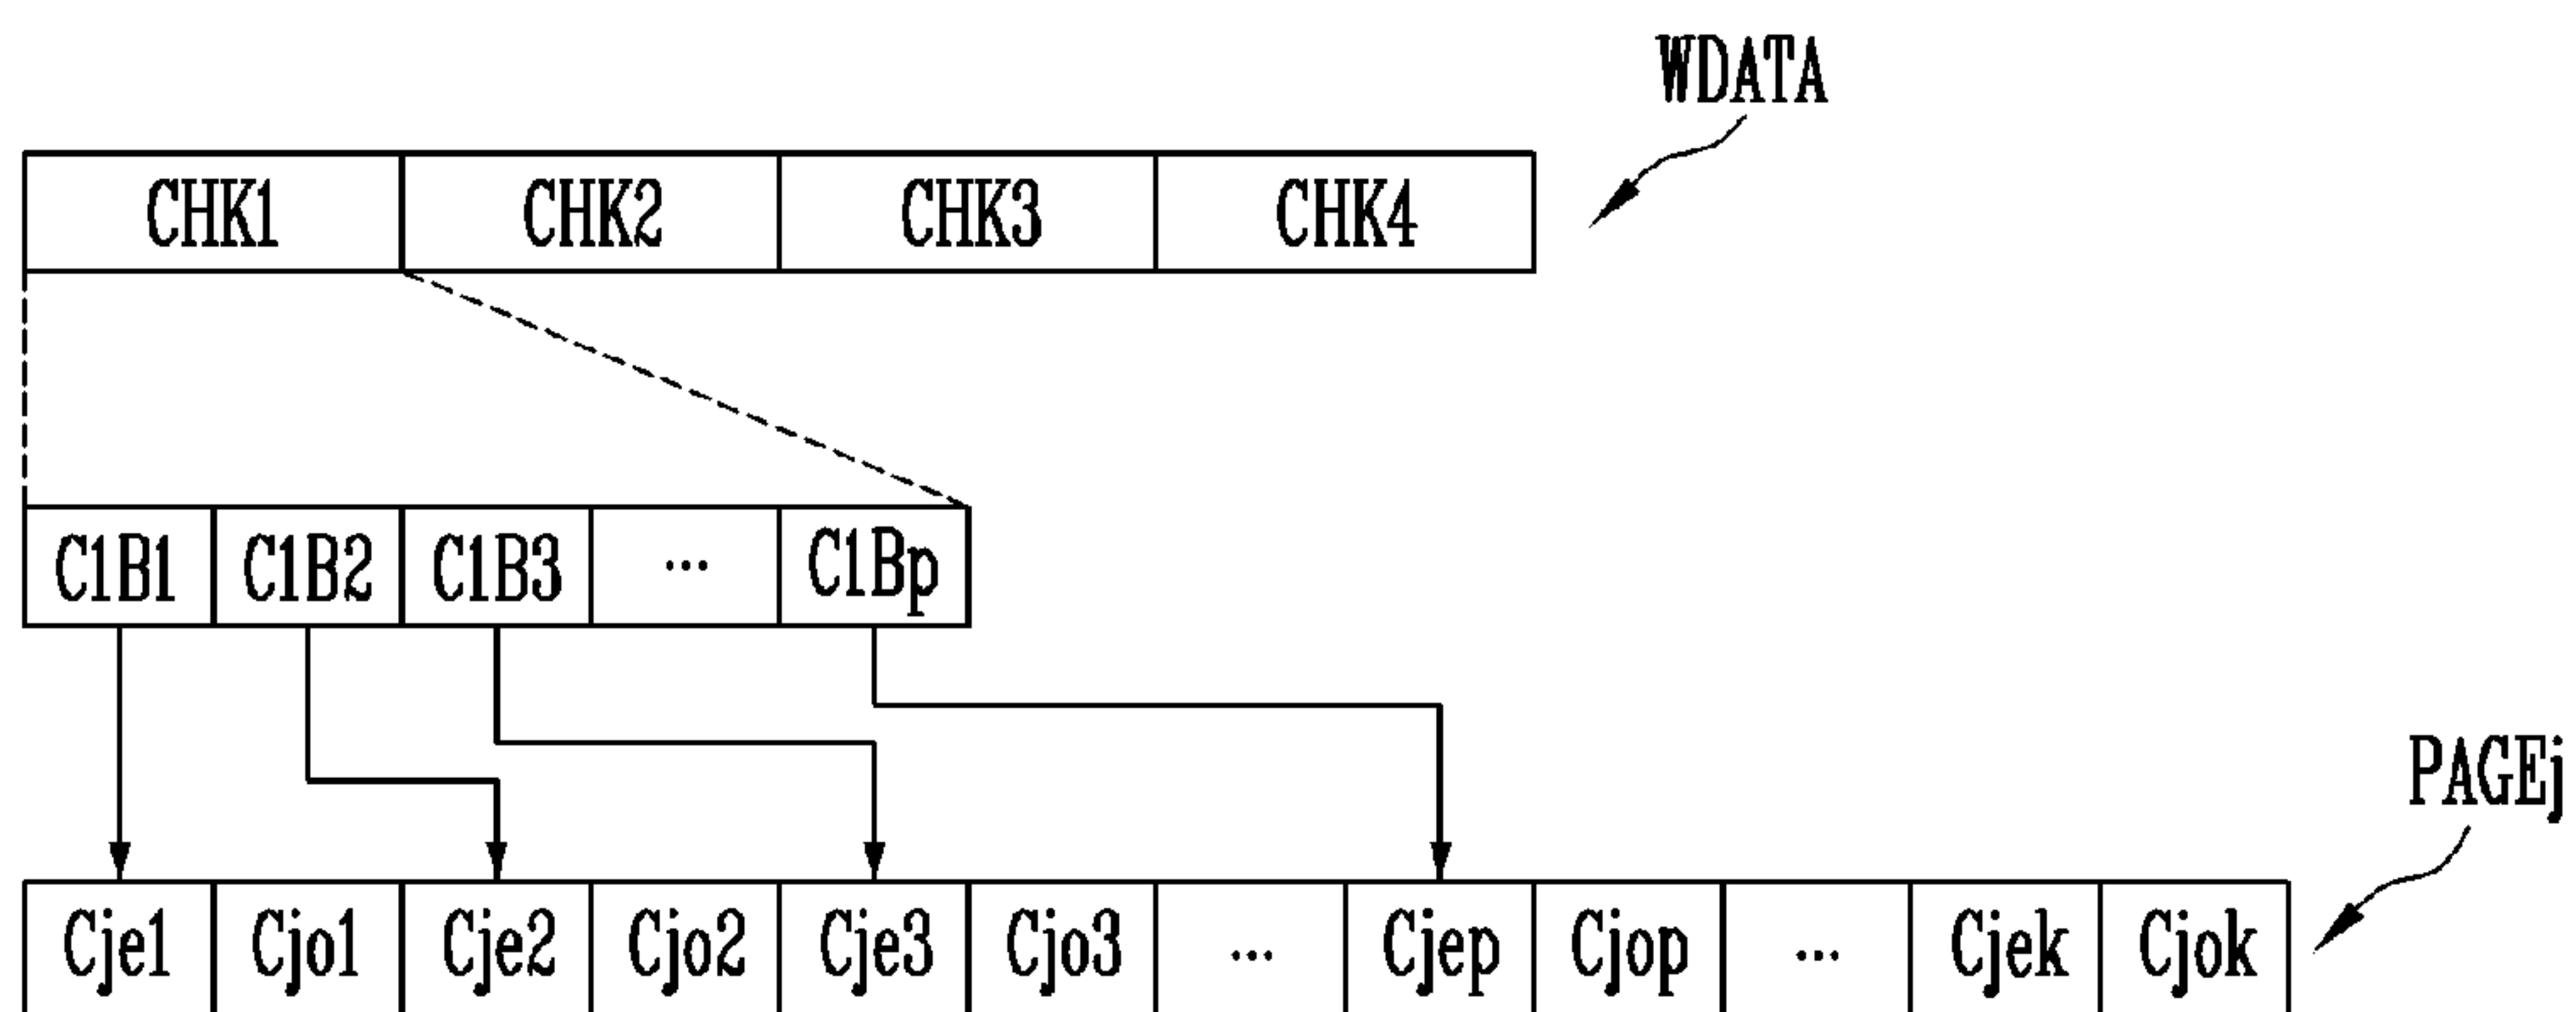 WDATA
CHK1 CHK2 CHK3 CHK4
C1B1 C1B2 C1B3 ... C1Bp
PAGEj
Cje1 Cjo1 Cje2 Cjo2 Cje3 Cjo3 ... Cjep Cjop ... Cjek Cjok